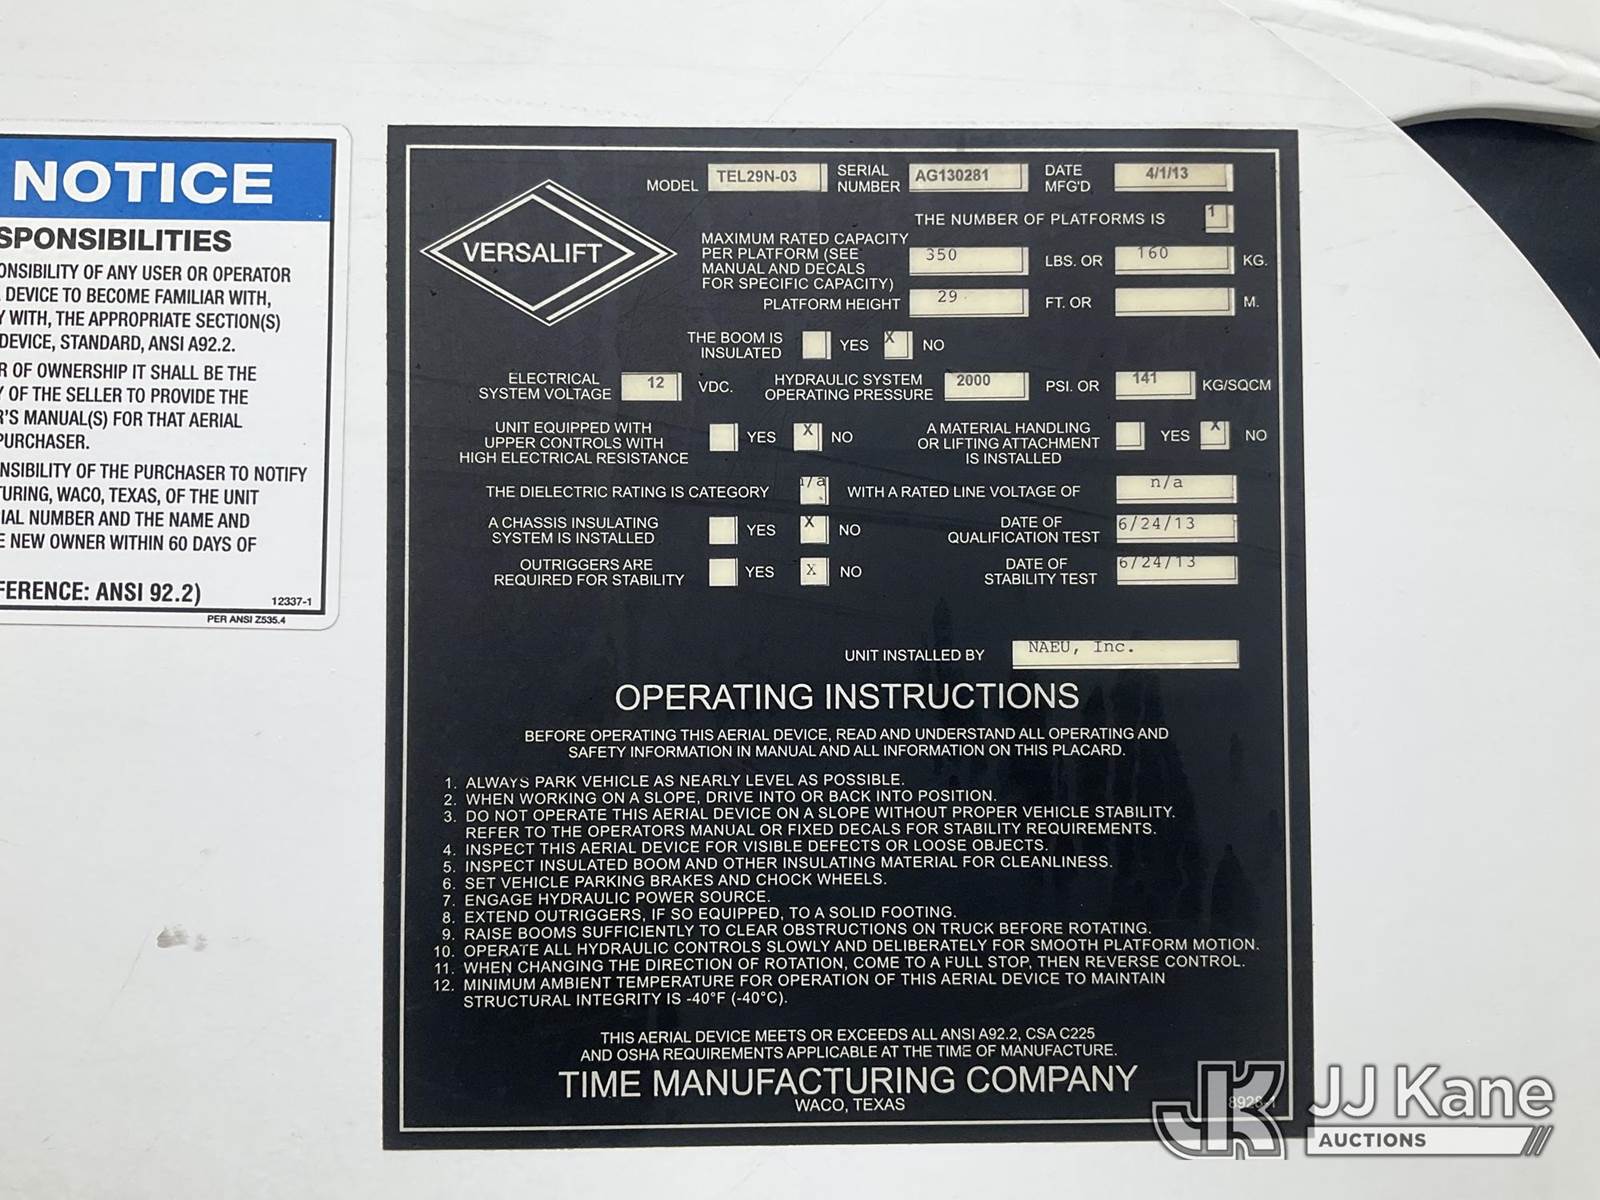 NOTICE
SPONSIBILITIES
ONSIBILITY OF ANY USER OR OPERATOR
DEVICE TO BECOME FAMILIAR WITH,
Y WITH, THE APPROPRIATE SECTION(S)
DEVICE, STANDARD, ANSI A92.2.
R OF OWNERSHIP IT SHALL BE THE
Y OF THE SELLER TO PROVIDE THE
R'S MANUAL(S) FOR THAT AERIAL
PURCHASER.
NSIBILITY OF THE PURCHASER TO NOTIFY
TURING, WACO, TEXAS, OF THE UNIT
IAL NUMBER AND THE NAME AND
E NEW OWNER WITHIN 60 DAYS OF
FERENCE: ANSI 92.2)
12337-1
PER ANSI Z535.4
VERSALIFT
MODEL TEL29N-03 SERIAL NUMBER AG130281 DATE MFG'D 4/1/13
THE NUMBER OF PLATFORMS IS 1
MAXIMUM RATED CAPACITY
PER PLATFORM (SEE
MANUAL AND DECALS
FOR SPECIFIC CAPACITY) 350 LBS. OR 160 KG.
PLATFORM HEIGHT 29 FT. OR M.
THE BOOM IS
INSULATED YES X NO
ELECTRICAL
SYSTEM VOLTAGE 12 VDC. HYDRAULIC SYSTEM
OPERATING PRESSURE 2000 PSI. OR 141 KG/SQCM
UNIT EQUIPPED WITH
UPPER CONTROLS WITH
HIGH ELECTRICAL RESISTANCE YES X NO
A MATERIAL HANDLING
OR LIFTING ATTACHMENT
IS INSTALLED YES X NO
THE DIELECTRIC RATING IS CATEGORY n/a WITH A RATED LINE VOLTAGE OF n/a
A CHASSIS INSULATING
SYSTEM IS INSTALLED YES X NO
DATE OF
QUALIFICATION TEST 6/24/13
OUTRIGGERS ARE
REQUIRED FOR STABILITY YES X NO
DATE OF
STABILITY TEST 6/24/13
UNIT INSTALLED BY NAEU, Inc.
OPERATING INSTRUCTIONS
BEFORE OPERATING THIS AERIAL DEVICE, READ AND UNDERSTAND ALL OPERATING AND
SAFETY INFORMATION IN MANUAL AND ALL INFORMATION ON THIS PLACARD.
1. ALWAYS PARK VEHICLE AS NEARLY LEVEL AS POSSIBLE.
2. WHEN WORKING ON A SLOPE, DRIVE INTO OR BACK INTO POSITION.
3. DO NOT OPERATE THIS AERIAL DEVICE ON A SLOPE WITHOUT PROPER VEHICLE STABILITY.
REFER TO THE OPERATORS MANUAL OR FIXED DECALS FOR STABILITY REQUIREMENTS.
4. INSPECT THIS AERIAL DEVICE FOR VISIBLE DEFECTS OR LOOSE OBJECTS.
5. INSPECT INSULATED BOOM AND OTHER INSULATING MATERIAL FOR CLEANLINESS.
6. SET VEHICLE PARKING BRAKES AND CHOCK WHEELS.
7. ENGAGE HYDRAULIC POWER SOURCE.
8. EXTEND OUTRIGGERS, IF SO EQUIPPED, TO A SOLID FOOTING.
9. RAISE BOOMS SUFFICIENTLY TO CLEAR OBSTRUCTIONS ON TRUCK BEFORE ROTATING.
10. OPERATE ALL HYDRAULIC CONTROLS SLOWLY AND DELIBERATELY FOR SMOOTH PLATFORM MOTION.
11. WHEN CHANGING THE DIRECTION OF ROTATION, COME TO A FULL STOP, THEN REVERSE CONTROL.
12. MINIMUM AMBIENT TEMPERATURE FOR OPERATION OF THIS AERIAL DEVICE TO MAINTAIN
STRUCTURAL INTEGRITY IS -40°F (-40°C).
THIS AERIAL DEVICE MEETS OR EXCEEDS ALL ANSI A92.2, CSA C225
AND OSHA REQUIREMENTS APPLICABLE AT THE TIME OF MANUFACTURE.
TIME MANUFACTURING COMPANY
WACO, TEXAS
JK JJ Kane
AUCTIONS